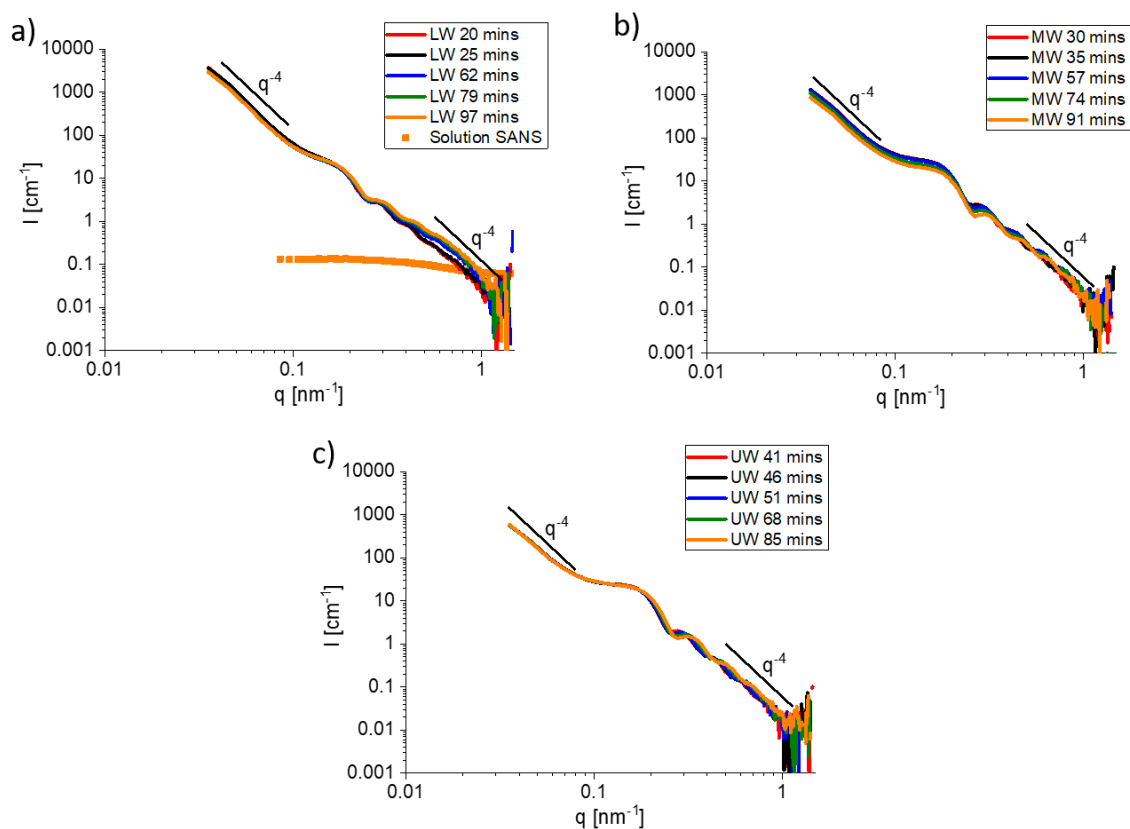 a)
LW 20 mins
LW 25 mins
LW 62 mins
LW 79 mins
LW 97 mins
Solution SANS
q-4
q-4
I [cm-1]
10000
1000
100
10
1
0.1
0.01
0.001
0.01
0.1
1
q [nm-1]
b)
MW 30 mins
MW 35 mins
MW 57 mins
MW 74 mins
MW 91 mins
q-4
q-4
I [cm-1]
10000
1000
100
10
1
0.1
0.01
0.001
0.01
0.1
1
q [nm-1]
c)
UW 41 mins
UW 46 mins
UW 51 mins
UW 68 mins
UW 85 mins
q-4
q-4
I [cm-1]
10000
1000
100
10
1
0.1
0.01
0.001
0.01
0.1
1
q [nm-1]